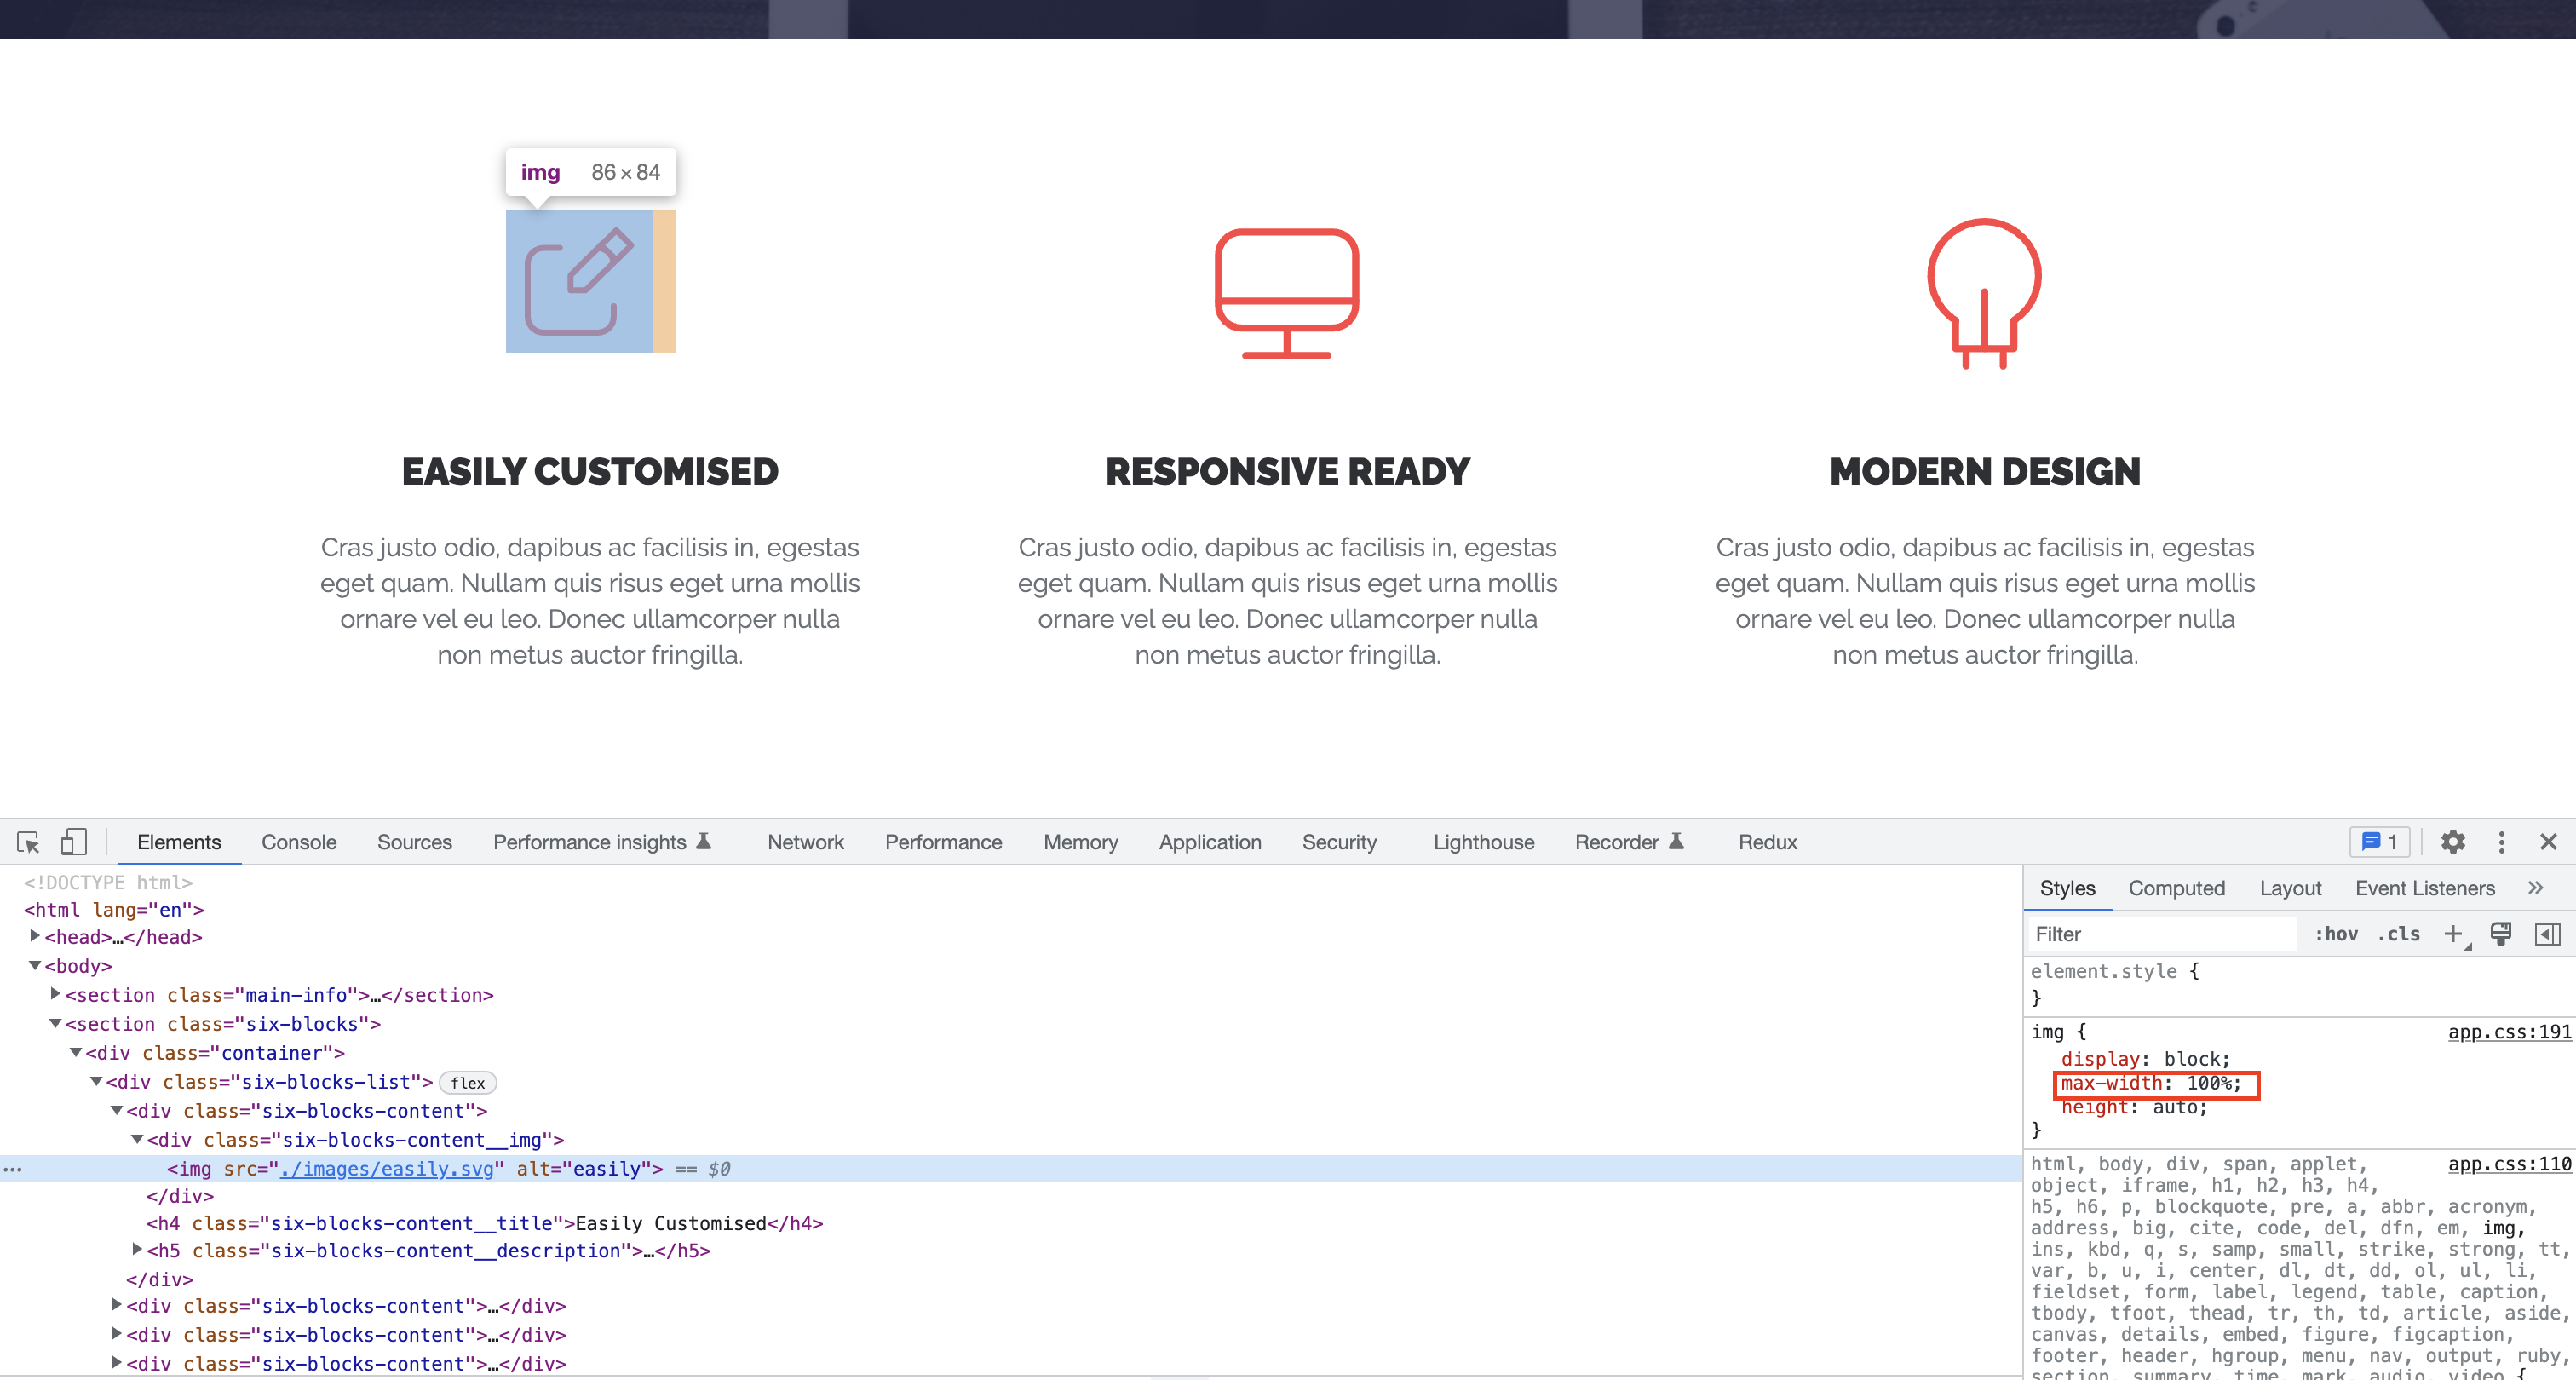 img 86 × 84
EASILY CUSTOMISED
Cras justo odio, dapibus ac facilisis in, egestas
eget quam. Nullam quis risus eget urna mollis
ornare vel eu leo. Donec ullamcorper nulla
non metus auctor fringilla.
RESPONSIVE READY
Cras justo odio, dapibus ac facilisis in, egestas
eget quam. Nullam quis risus eget urna mollis
ornare vel eu leo. Donec ullamcorper nulla
non metus auctor fringilla.
MODERN DESIGN
Cras justo odio, dapibus ac facilisis in, egestas
eget quam. Nullam quis risus eget urna mollis
ornare vel eu leo. Donec ullamcorper nulla
non metus auctor fringilla.
Elements Console Sources Performance insights Network Performance Memory Application Security Lighthouse Recorder Redux 1
<!DOCTYPE html>
<html lang="en">
<head>…</head>
<body>
<section class="main-info">…</section>
<section class="six-blocks">
<div class="container">
<div class="six-blocks-list"> flex
<div class="six-blocks-content">
<div class="six-blocks-content__img">
<img src="./images/easily.svg" alt="easily"> == $0
</div>
<h4 class="six-blocks-content__title">Easily Customised</h4>
<h5 class="six-blocks-content__description">…</h5>
</div>
<div class="six-blocks-content">…</div>
<div class="six-blocks-content">…</div>
<div class="six-blocks-content">…</div>
Styles Computed Layout Event Listeners »
Filter :hov .cls +
element.style {
}
img { app.css:191
display: block;
max-width: 100%;
height: auto;
}
html, body, div, span, applet, app.css:110
object, iframe, h1, h2, h3, h4,
h5, h6, p, blockquote, pre, a, abbr, acronym,
address, big, cite, code, del, dfn, em, img,
ins, kbd, q, s, samp, small, strike, strong, tt,
var, b, u, i, center, dl, dt, dd, ol, ul, li,
fieldset, form, label, legend, table, caption,
tbody, tfoot, thead, tr, th, td, article, aside,
canvas, details, embed, figure, figcaption,
footer, header, hgroup, menu, nav, output, ruby,
section, summary, time, mark, audio, video {